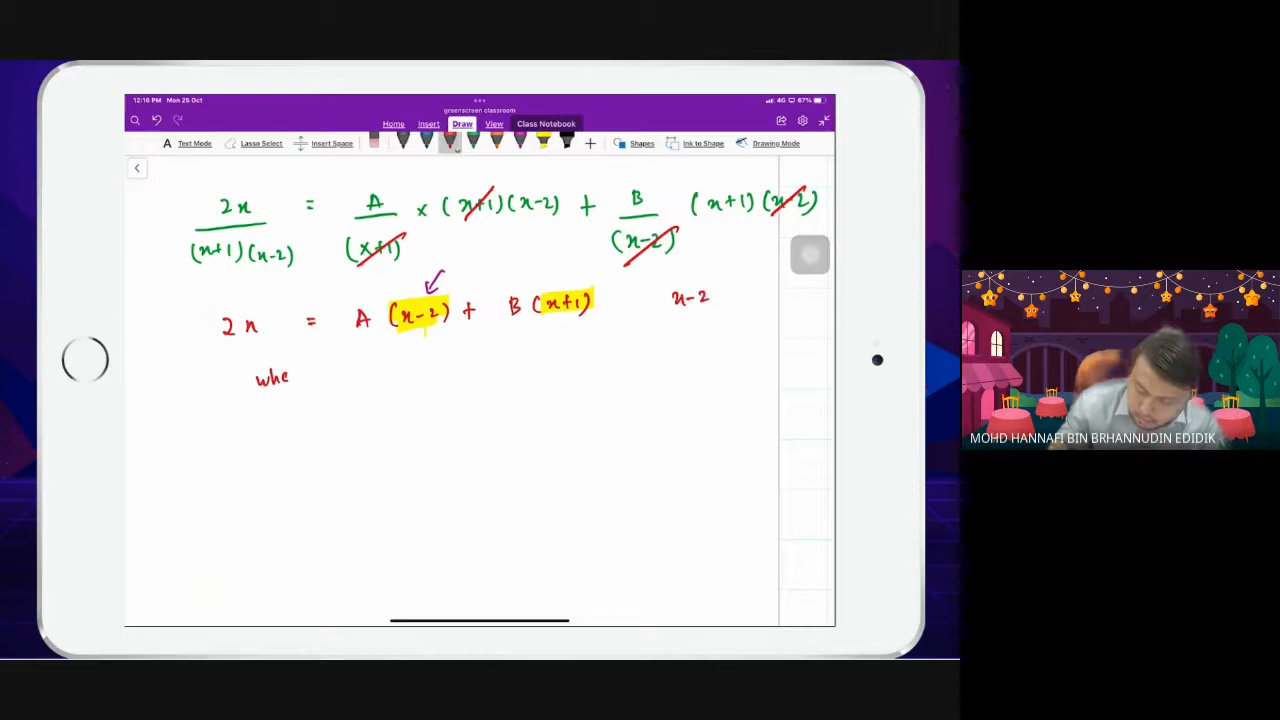 12:16 PM Mon 25 Oct
4G 67%
greenscreen classroom
Home Insert Draw View Class Notebook
A Text Mode Lasso Select Insert Space Shapes Ink to Shape Drawing Mode
2x/(x+1)(x-2) = A/(x+1) × (x+1)(x-2) + B/(x-2) (x+1)(x-2)
2x = A (x-2) + B (x+1) x-2
whe
MOHD HANNAFI BIN BRHANNUDIN EDIDIK